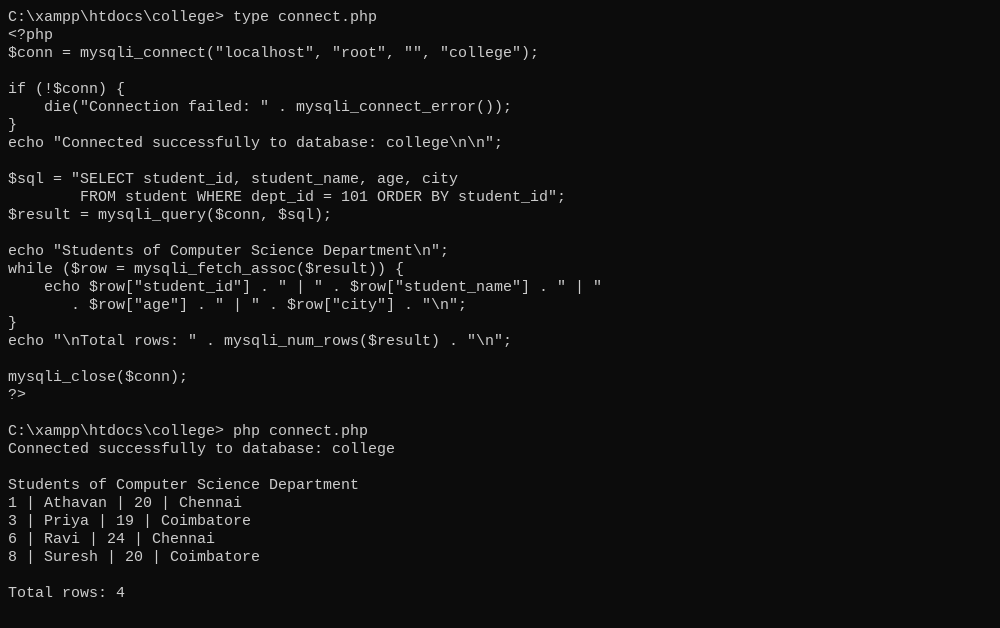 C:\xampp\htdocs\college> type connect.php
<?php
$conn = mysqli_connect("localhost", "root", "", "college");

if (!$conn) {
    die("Connection failed: " . mysqli_connect_error());
}
echo "Connected successfully to database: college\n\n";

$sql = "SELECT student_id, student_name, age, city
        FROM student WHERE dept_id = 101 ORDER BY student_id";
$result = mysqli_query($conn, $sql);

echo "Students of Computer Science Department\n";
while ($row = mysqli_fetch_assoc($result)) {
    echo $row["student_id"] . " | " . $row["student_name"] . " | "
       . $row["age"] . " | " . $row["city"] . "\n";
}
echo "\nTotal rows: " . mysqli_num_rows($result) . "\n";

mysqli_close($conn);
?>

C:\xampp\htdocs\college> php connect.php
Connected successfully to database: college

Students of Computer Science Department
1 | Athavan | 20 | Chennai
3 | Priya | 19 | Coimbatore
6 | Ravi | 24 | Chennai
8 | Suresh | 20 | Coimbatore

Total rows: 4